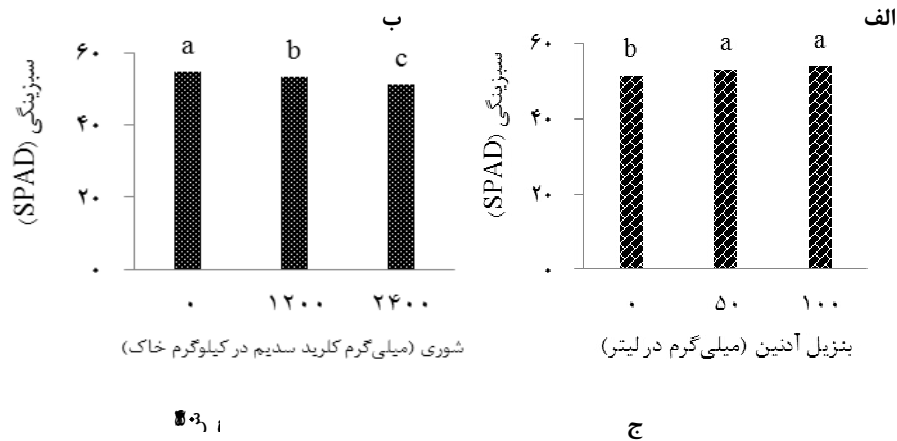 الف
سبزینگی (SPAD)
۶۰
۴۰
۲۰
۰
b
a
a
۰
۵۰
۱۰۰
بنزیل آدنین (میلی‌گرم در لیتر)
ب
سبزینگی (SPAD)
۶۰
۴۰
۲۰
۰
a
b
c
۰
۱۲۰۰
۲۴۰۰
شوری (میلی‌گرم کلرید سدیم در کیلوگرم خاک)
ج